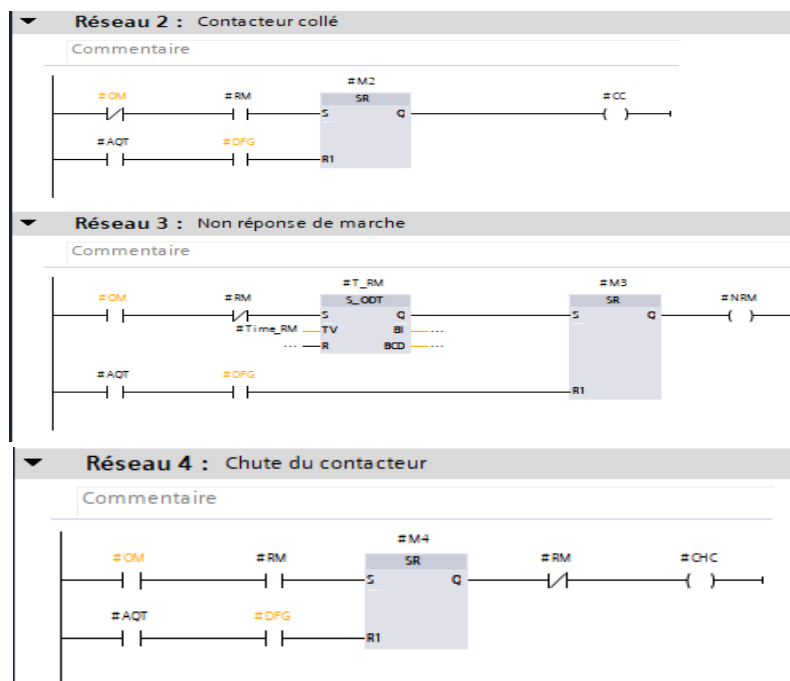 Réseau 2 : Contacteur collé
Commentaire
#M2
#OM #RM SR #CC
S Q
#AQT #DFG
R1
Réseau 3 : Non réponse de marche
Commentaire
#T_RM #M3
#OM #RM S_ODT SR #NRM
S Q S Q
#Time_RM TV BI ...
... R BCD ...
#AQT #DFG
R1
Réseau 4 : Chute du contacteur
Commentaire
#M4
#OM #RM SR #RM #CHC
S Q
#AQT #DFG
R1